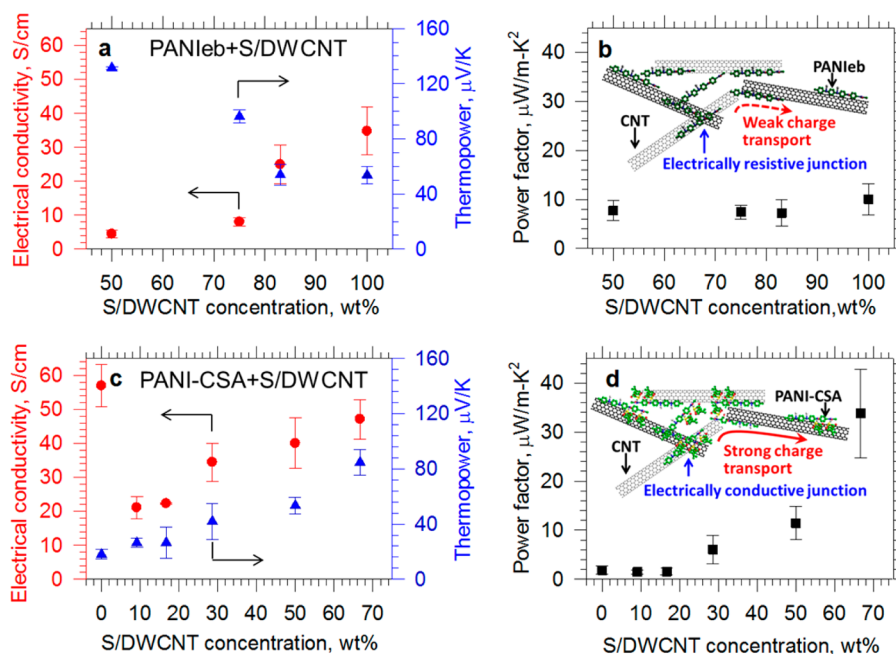 a PANIeb+S/DWCNT
Electrical conductivity, S/cm
60
50
40
30
20
10
0
160
120
80
40
0
Thermopower, μV/K
50 60 70 80 90 100
S/DWCNT concentration, wt%
b
Power factor, μW/m-K2
40
30
20
10
0
PANIeb
CNT
Weak charge
transport
Electrically resistive junction
50 60 70 80 90 100
S/DWCNT concentration,wt%
c PANI-CSA+S/DWCNT
Electrical conductivity, S/cm
60
50
40
30
20
10
0
160
120
80
40
0
Thermopower, μV/K
0 10 20 30 40 50 60 70
S/DWCNT concentration, wt%
d
Power factor, μW/m-K2
40
30
20
10
0
PANI-CSA
CNT
Strong charge
transport
Electrically conductive junction
0 10 20 30 40 50 60 70
S/DWCNT concentration, wt%